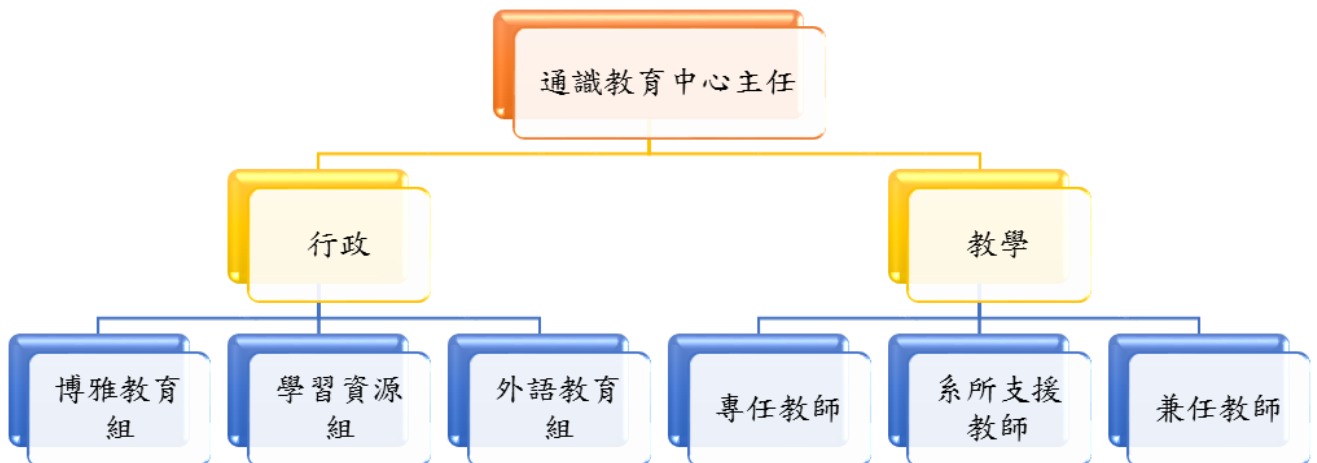 通識教育中心主任
行政
教學
博雅教育
組
學習資源
組
外語教育
組
專任教師
系所支援
教師
兼任教師